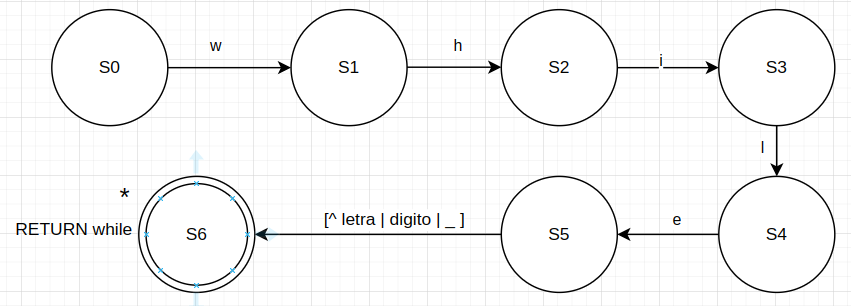 S0
w
S1
h
S2
i
S3
l
S4
e
S5
[^ letra | digito | _ ]
S6
*
RETURN while